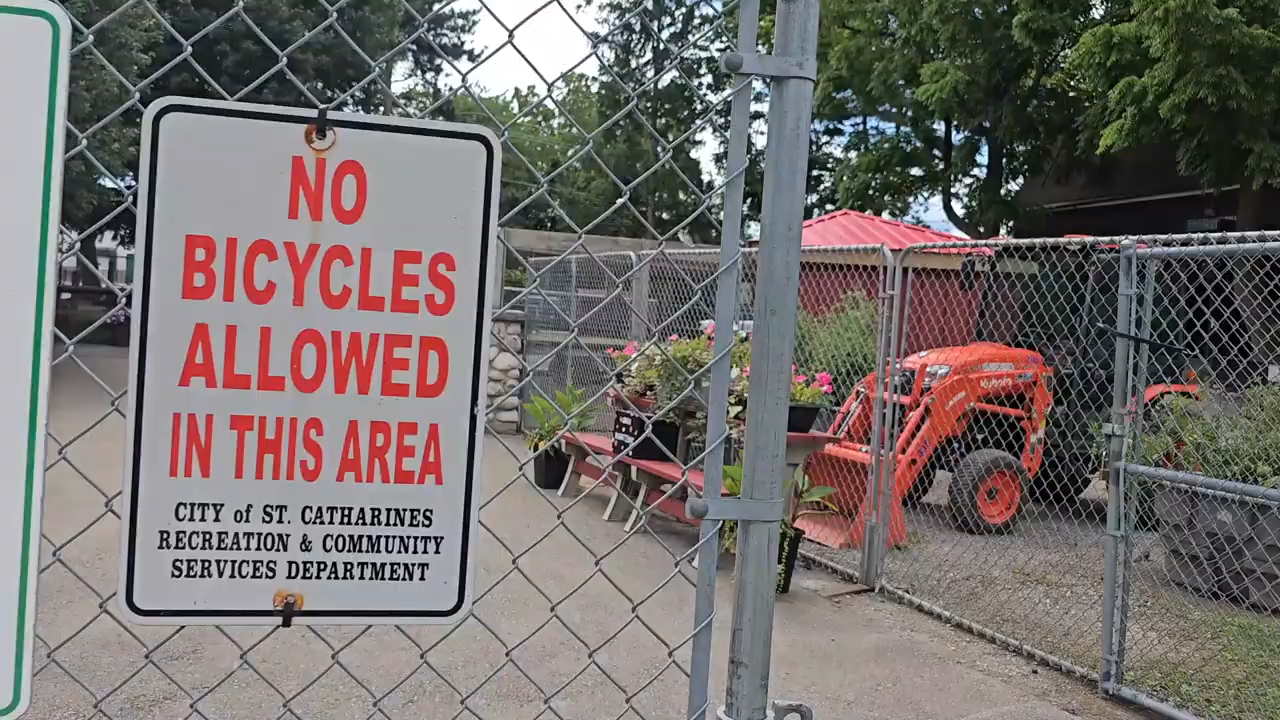 NO
BICYCLES
ALLOWED
IN THIS AREA
CITY of ST. CATHARINES
RECREATION & COMMUNITY
SERVICES DEPARTMENT
Kubota